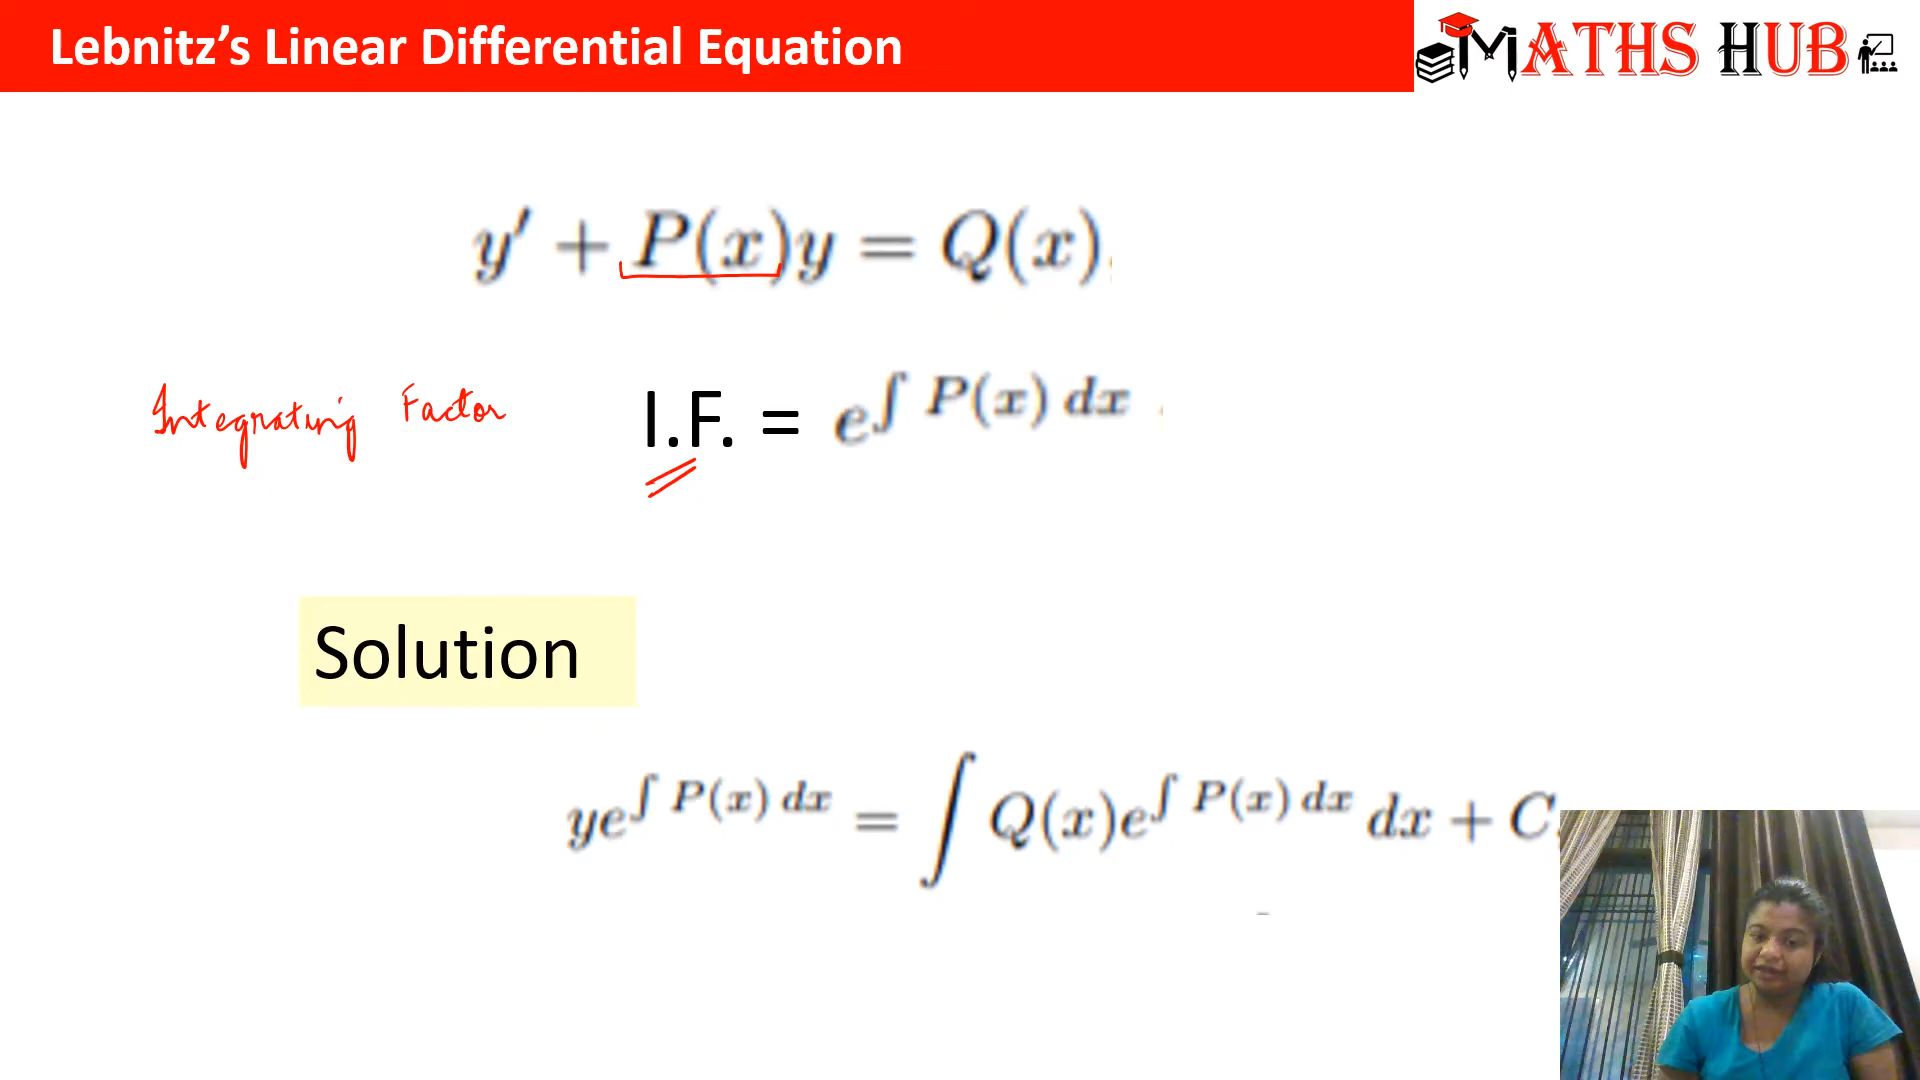 Lebnitz’s Linear Differential Equation
MATHS HUB
y′ + P(x)y = Q(x).
Integrating Factor
I.F. = e^{∫ P(x) dx}
Solution
ye^{∫ P(x) dx} = ∫ Q(x)e^{∫ P(x) dx} dx + C.